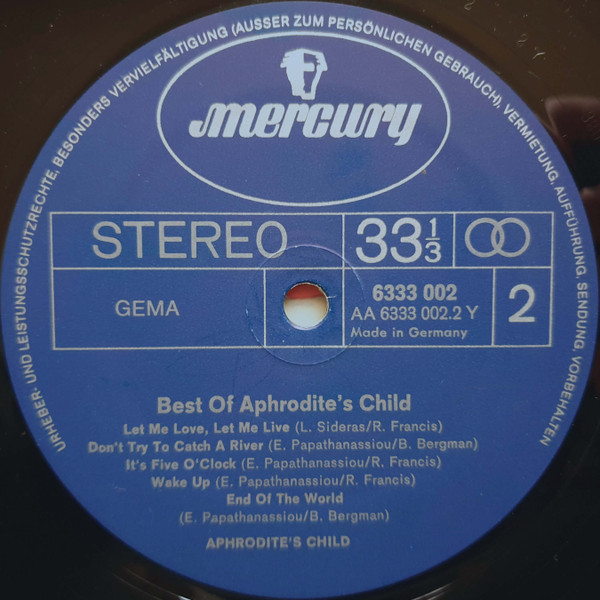 URHEBER- UND LEISTUNGSSCHUTZRECHTE, BESONDERS VERVIELFÄLTIGUNG (AUSSER ZUM PERSÖNLICHEN GEBRAUCH), VERMIETUNG, AUFFÜHRUNG, SENDUNG VORBEHALTEN
mercury
STEREO 33 1/3
GEMA
6333 002
AA 6333 002.2 Y
Made in Germany
2
Best Of Aphrodite's Child
Let Me Love, Let Me Live (L. Sideras/R. Francis)
Don't Try To Catch A River (E. Papathanassiou/B. Bergman)
It's Five O'Clock (E. Papathanassiou/R. Francis)
Wake Up (E. Papathanassiou/R. Francis)
End Of The World
(E. Papathanassiou/B. Bergman)
APHRODITE'S CHILD